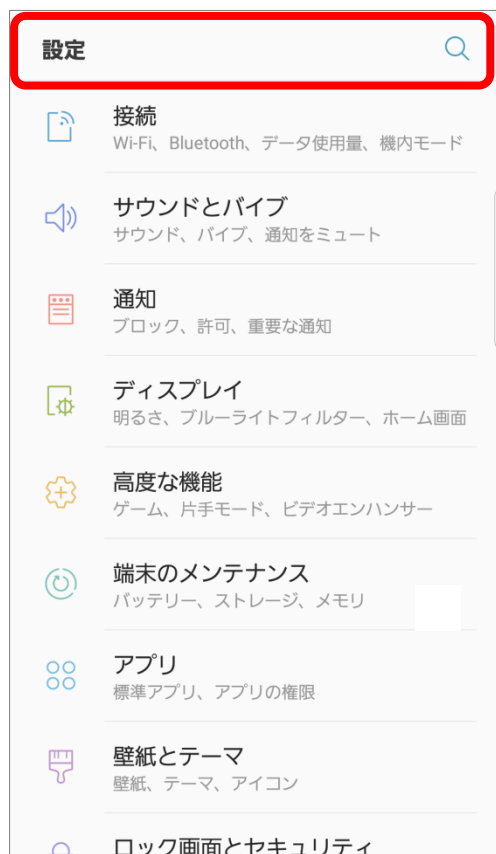 設定
接続
Wi-Fi、Bluetooth、データ使用量、機内モード
サウンドとバイブ
サウンド、バイブ、通知をミュート
通知
ブロック、許可、重要な通知
ディスプレイ
明るさ、ブルーライトフィルター、ホーム画面
高度な機能
ゲーム、片手モード、ビデオエンハンサー
端末のメンテナンス
バッテリー、ストレージ、メモリ
アプリ
標準アプリ、アプリの権限
壁紙とテーマ
壁紙、テーマ、アイコン
ロック画面とセキュリティ